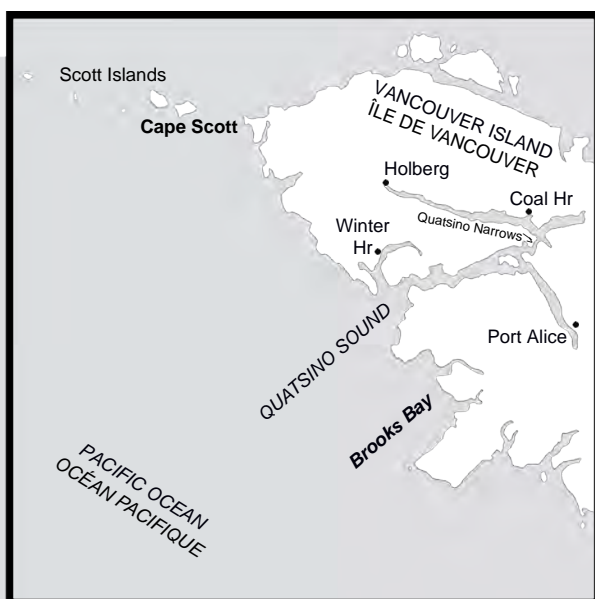 Scott Islands
Cape Scott
VANCOUVER ISLAND
ÎLE DE VANCOUVER
Holberg
Coal Hr
Quatsino Narrows
Winter
Hr
Port Alice
QUATSINO SOUND
Brooks Bay
PACIFIC OCEAN
OCÉAN PACIFIQUE